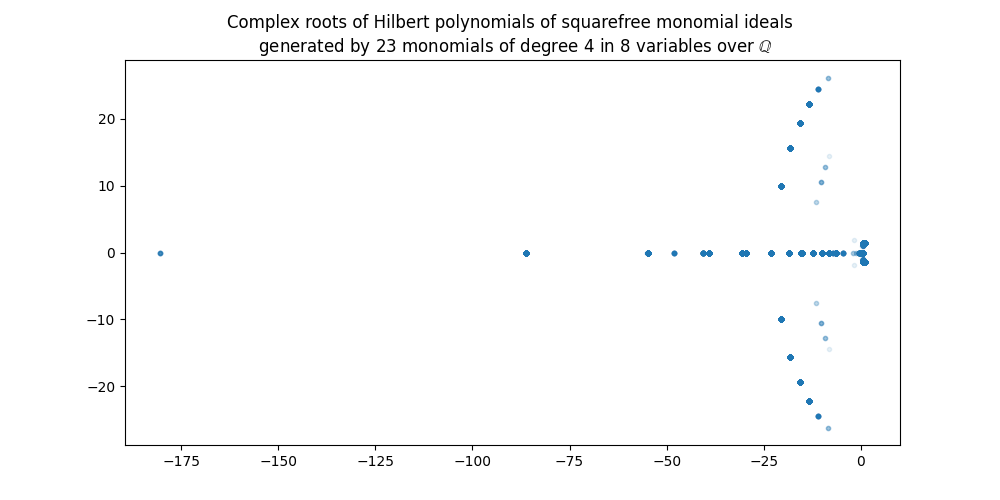 Complex roots of Hilbert polynomials of squarefree monomial ideals
generated by 23 monomials of degree 4 in 8 variables over ℚ
20
10
0
−10
−20
−175 −150 −125 −100 −75 −50 −25 0